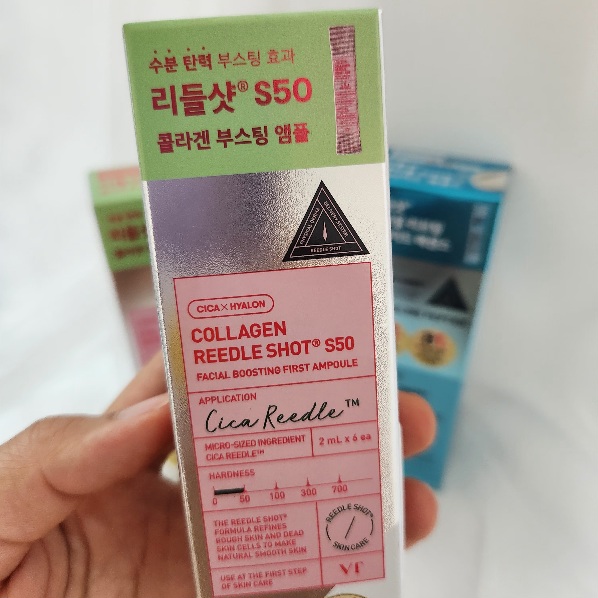 수분 탄력 부스팅 효과
리들샷® S50
콜라겐 부스팅 앰플
REEDLE SHOT
CICA×HYALON
COLLAGEN
REEDLE SHOT® S50
FACIAL BOOSTING FIRST AMPOULE
APPLICATION
Cica Reedle™
MICRO-SIZED INGREDIENT
CICA REEDLE™
2 mL x 6 ea
HARDNESS
0 50 100 300 700
THE REEDLE SHOT®
FORMULA REFINES
ROUGH SKIN AND DEAD
SKIN CELLS TO MAKE
NATURAL SMOOTH SKIN
REEDLE SHOT®
SKIN CARE
USE AT THE FIRST STEP
OF SKIN CARE
VT
리들샷